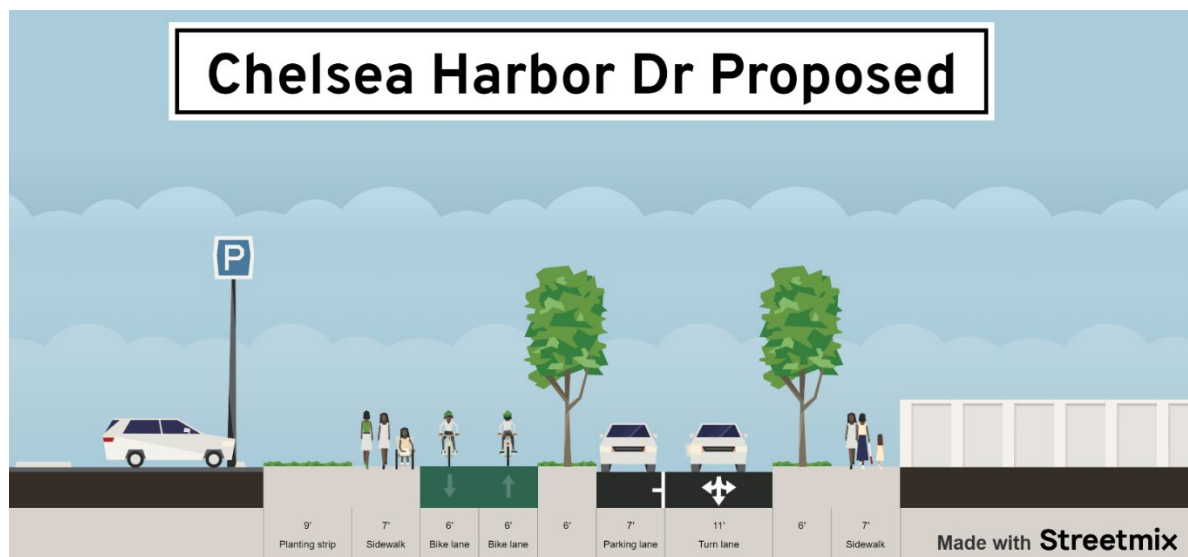 Chelsea Harbor Dr Proposed
P
9' 7' 6' 6' 6' 7' 11' 6' 7'
Planting strip Sidewalk Bike lane Bike lane Parking lane Turn lane Sidewalk
Made with Streetmix